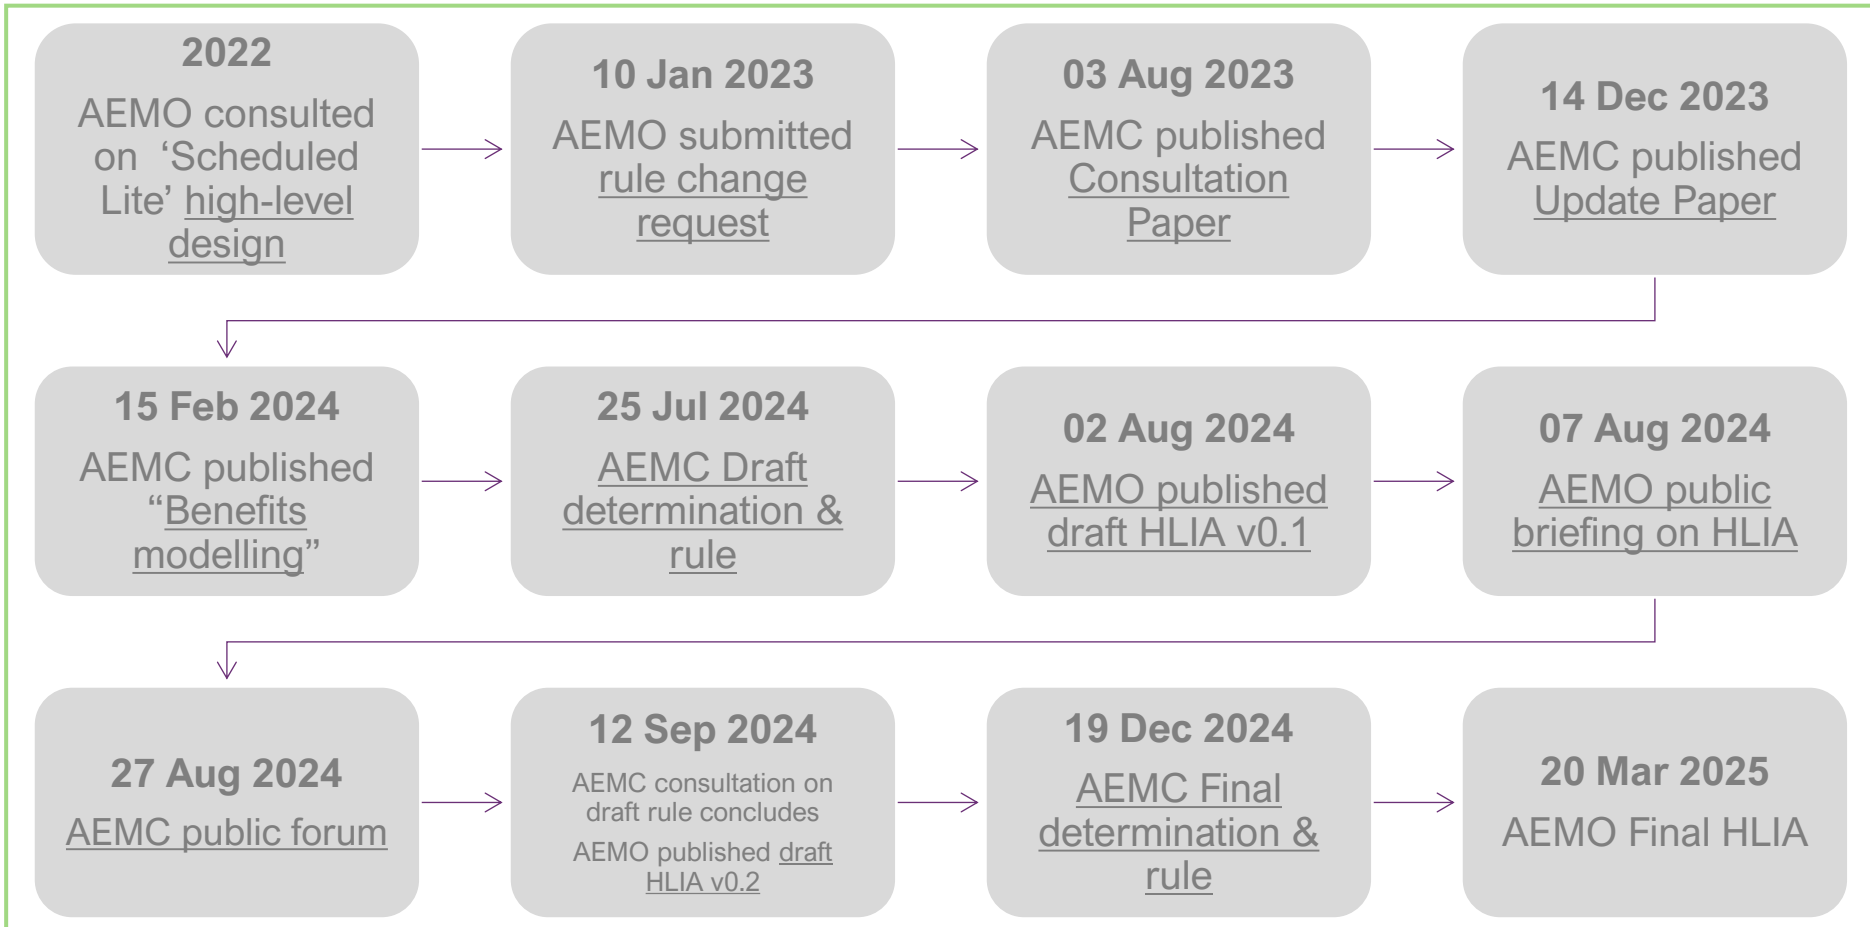 2022
AEMO consulted
on ‘Scheduled
Lite’ high-level
design
10 Jan 2023
AEMO submitted
rule change
request
03 Aug 2023
AEMC published
Consultation
Paper
14 Dec 2023
AEMC published
Update Paper
15 Feb 2024
AEMC published
“Benefits
modelling”
25 Jul 2024
AEMC Draft
determination &
rule
02 Aug 2024
AEMO published
draft HLIA v0.1
07 Aug 2024
AEMO public
briefing on HLIA
27 Aug 2024
AEMC public forum
12 Sep 2024
AEMC consultation on
draft rule concludes
AEMO published draft
HLIA v0.2
19 Dec 2024
AEMC Final
determination &
rule
20 Mar 2025
AEMO Final HLIA